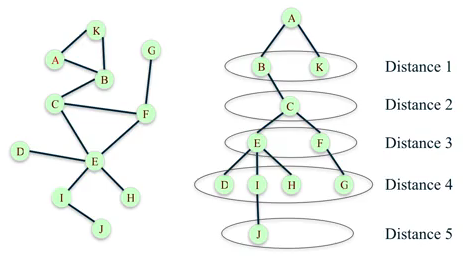 K
A
B
G
C
F
D
E
I
H
J
A
B K Distance 1
C Distance 2
E F Distance 3
D I H G Distance 4
J Distance 5